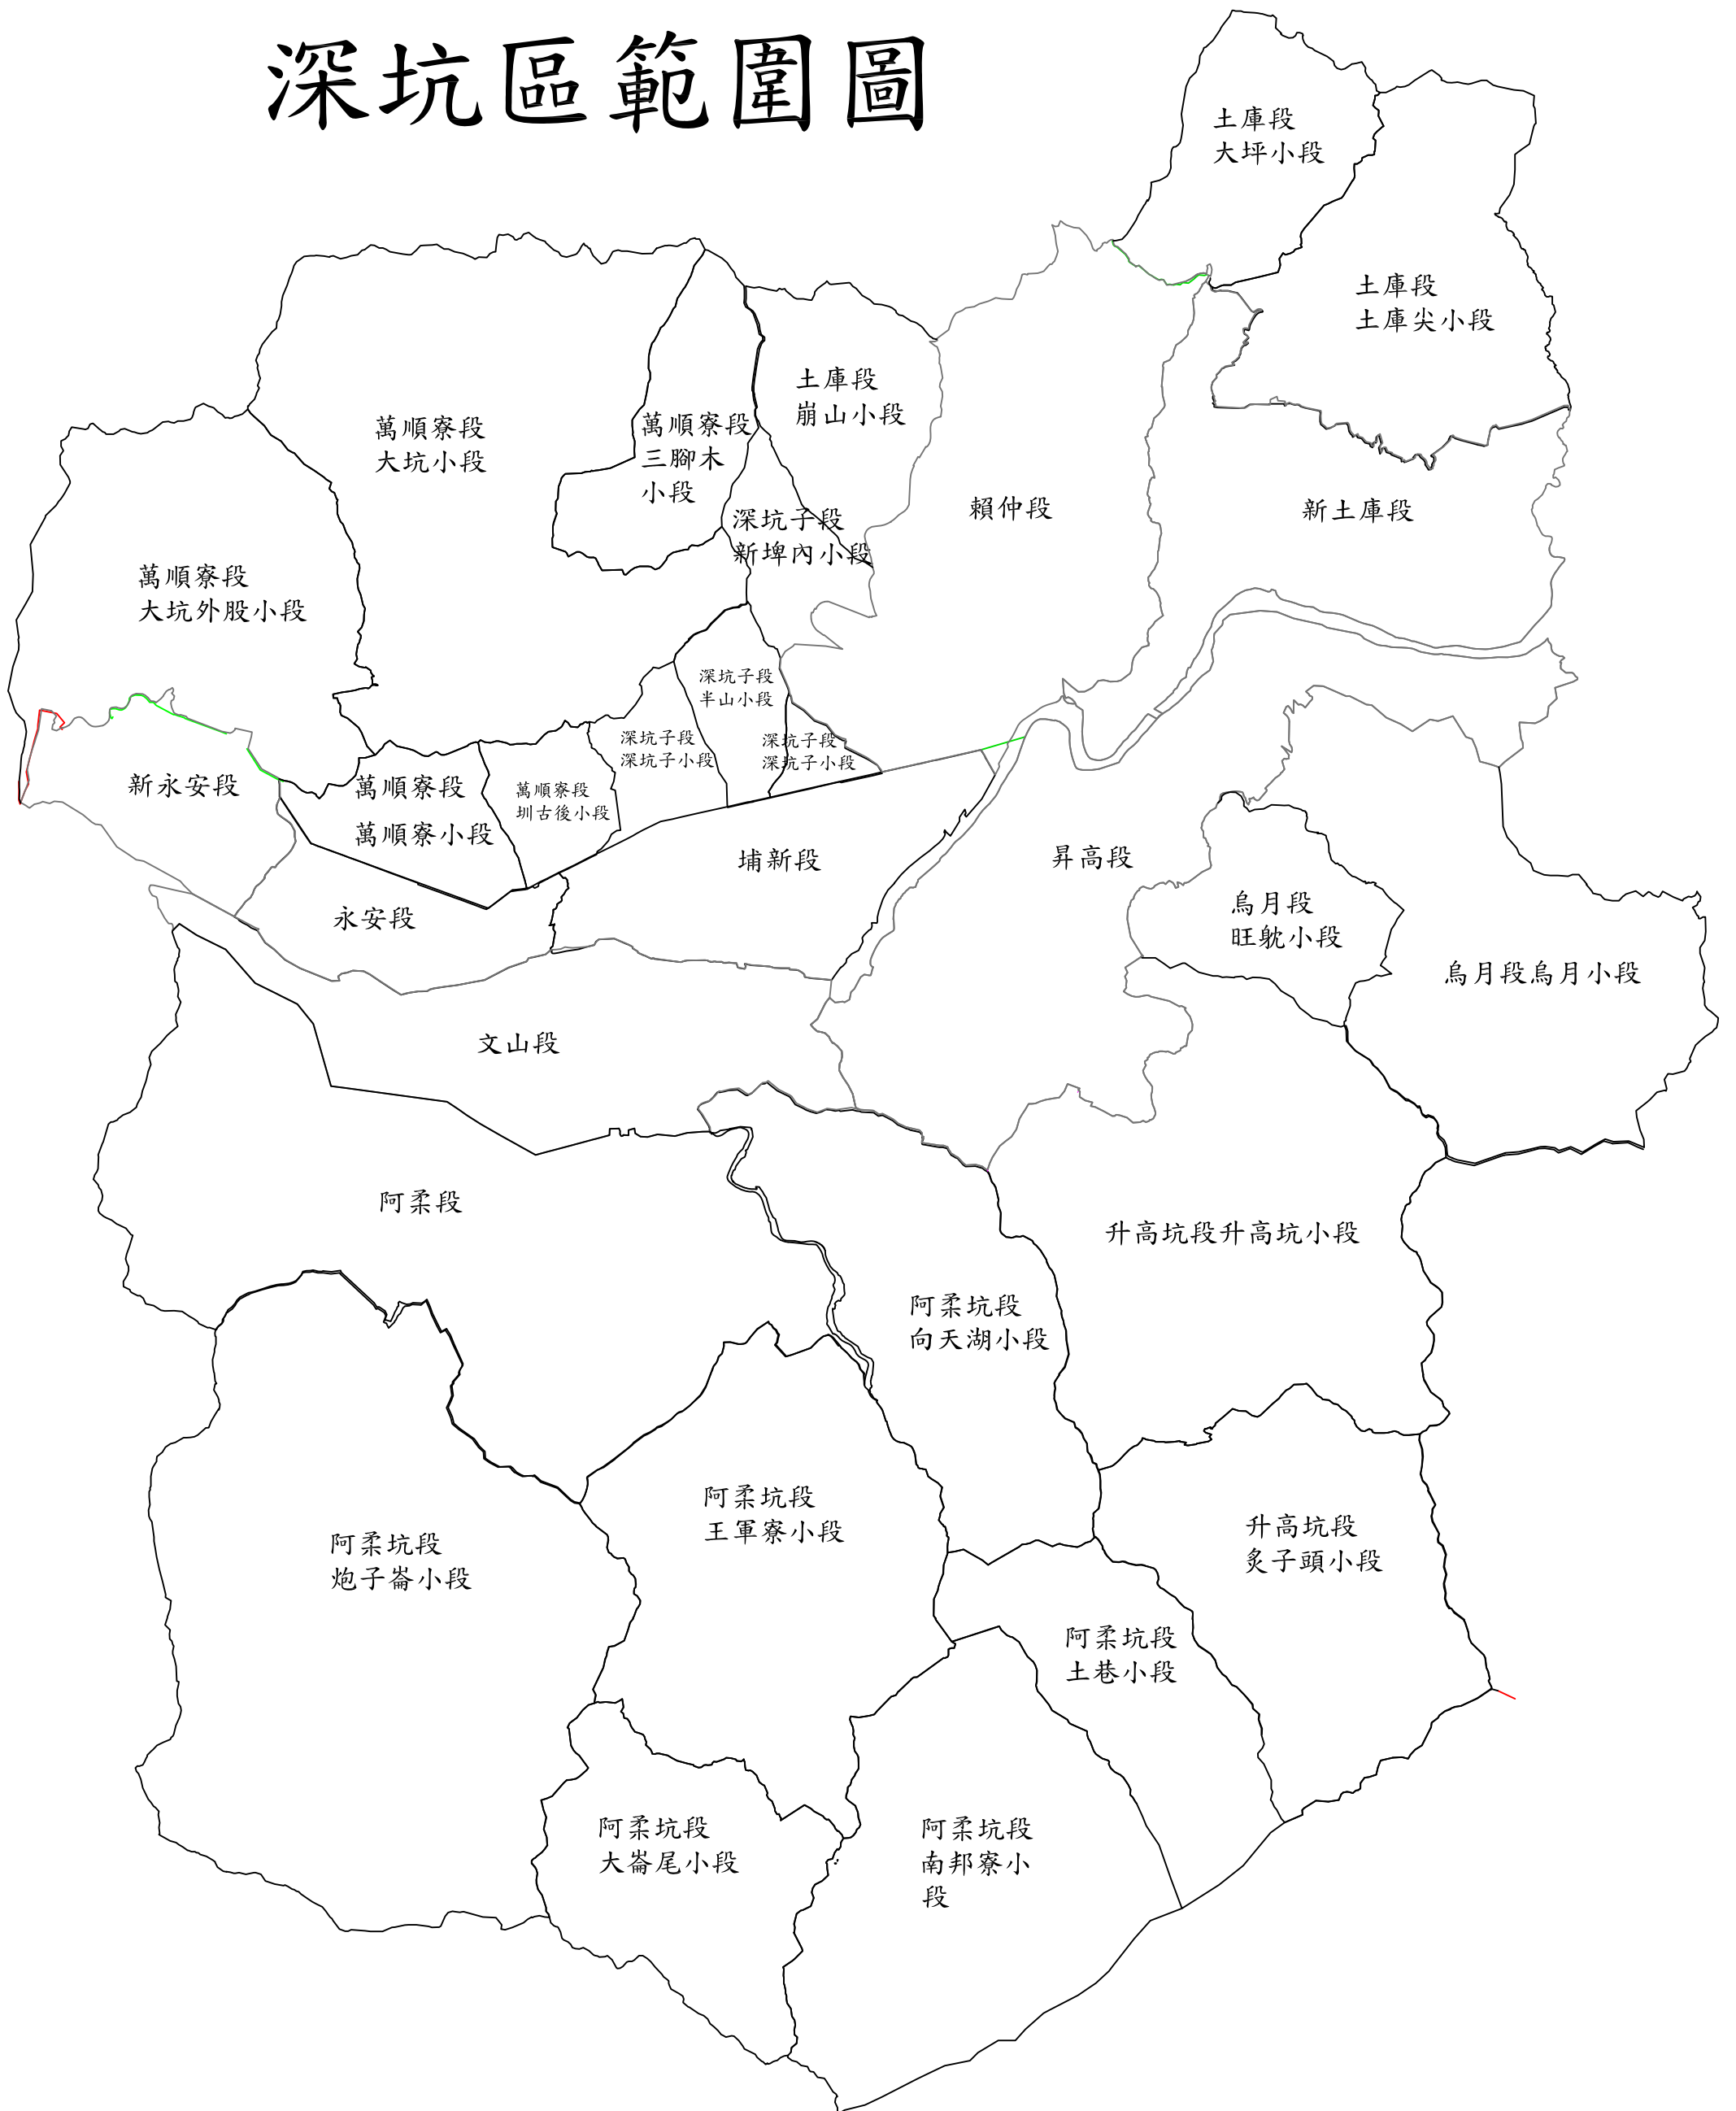 深坑區範圍圖
土庫段
大坪小段
土庫段
土庫尖小段
土庫段
崩山小段
萬順寮段
大坑小段
萬順寮段
三腳木
小段
深坑子段
新埤內小段
賴仲段
新土庫段
萬順寮段
大坑外股小段
深坑子段
半山小段
深坑子段
深坑子小段
深坑子段
深坑子小段
新永安段
萬順寮段
萬順寮小段
萬順寮段
圳古後小段
埔新段
昇高段
永安段
烏月段
旺躭小段
烏月段烏月小段
文山段
阿柔段
升高坑段升高坑小段
阿柔坑段
向天湖小段
阿柔坑段
王軍寮小段
升高坑段
炙子頭小段
阿柔坑段
炮子崙小段
阿柔坑段
土巷小段
阿柔坑段
大崙尾小段
阿柔坑段
南邦寮小
段